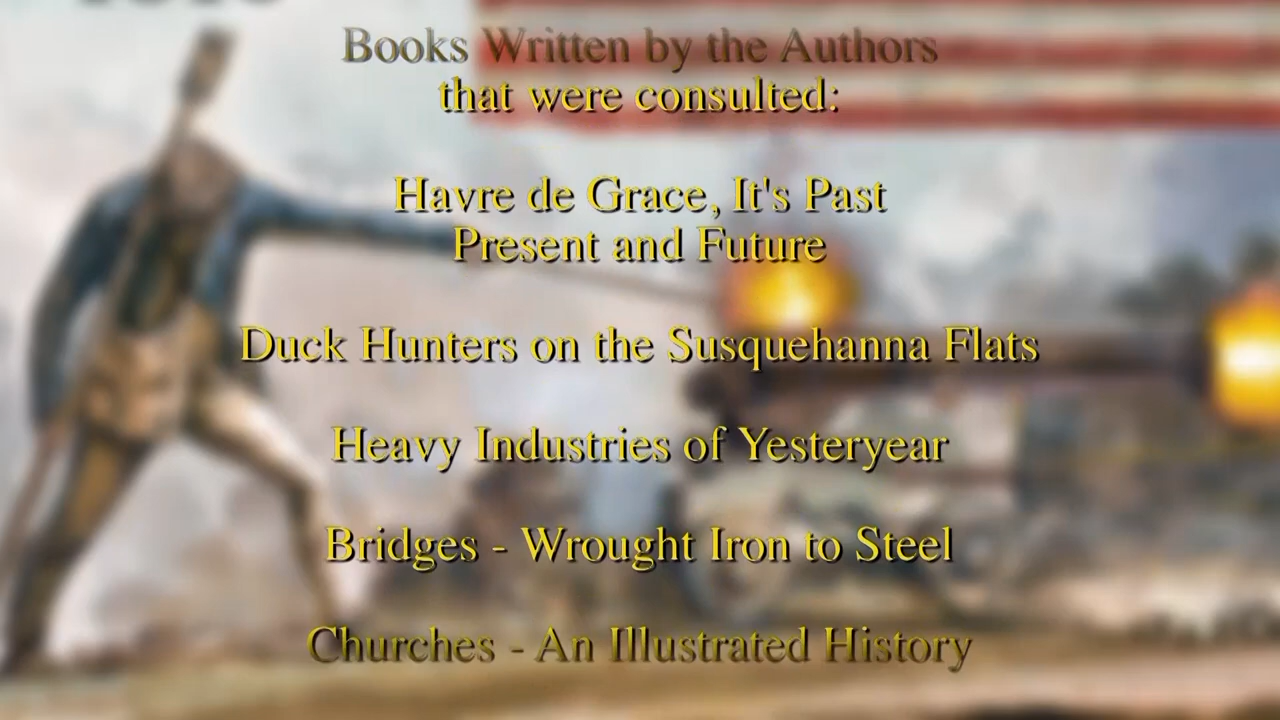 Books Written by the Authors
that were consulted:
Havre de Grace, It's Past
Present and Future
Duck Hunters on the Susquehanna Flats
Heavy Industries of Yesteryear
Bridges - Wrought Iron to Steel
Churches - An Illustrated History